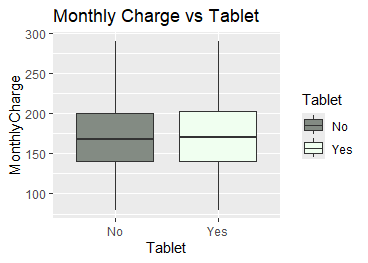 Monthly Charge vs Tablet
300
250
200
150
100
MonthlyCharge
No
Yes
Tablet
Tablet
No
Yes